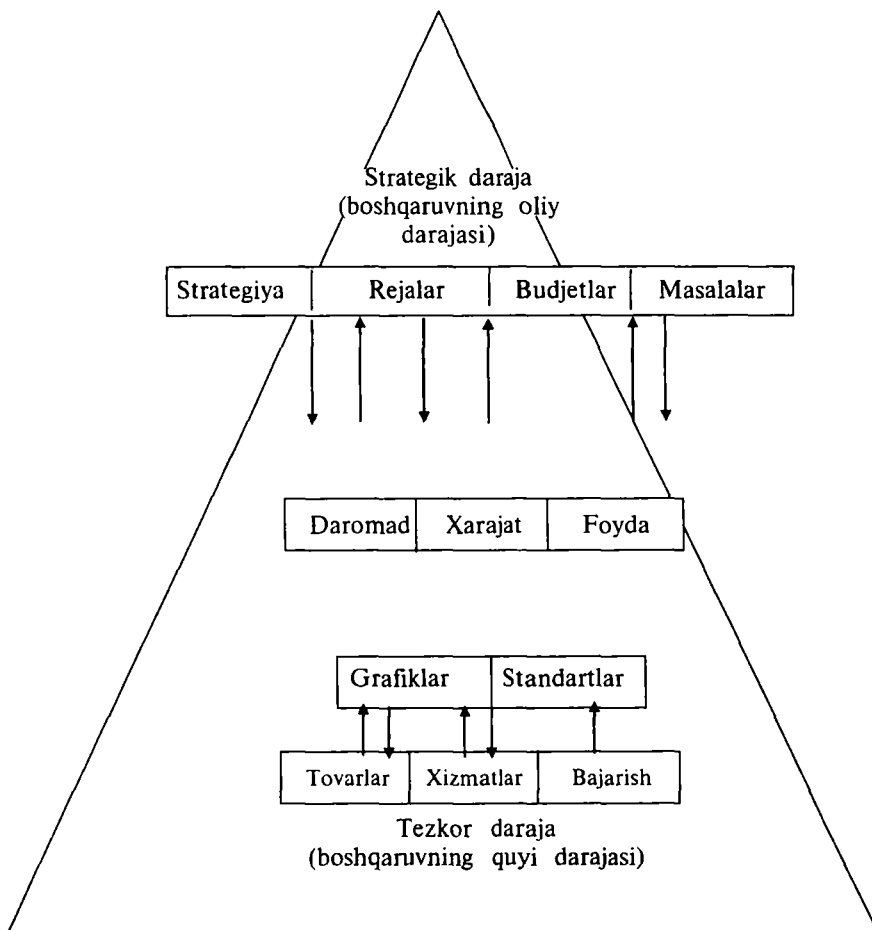 Strategik daraja
(boshqaruvning oliy
darajasi)
Strategiya Rejalar Budjetlar Masalalar
Daromad Xarajat Foyda
Grafiklar Standartlar
Tovarlar Xizmatlar Bajarish
Tezkor daraja
(boshqaruvning quyi darajasi)